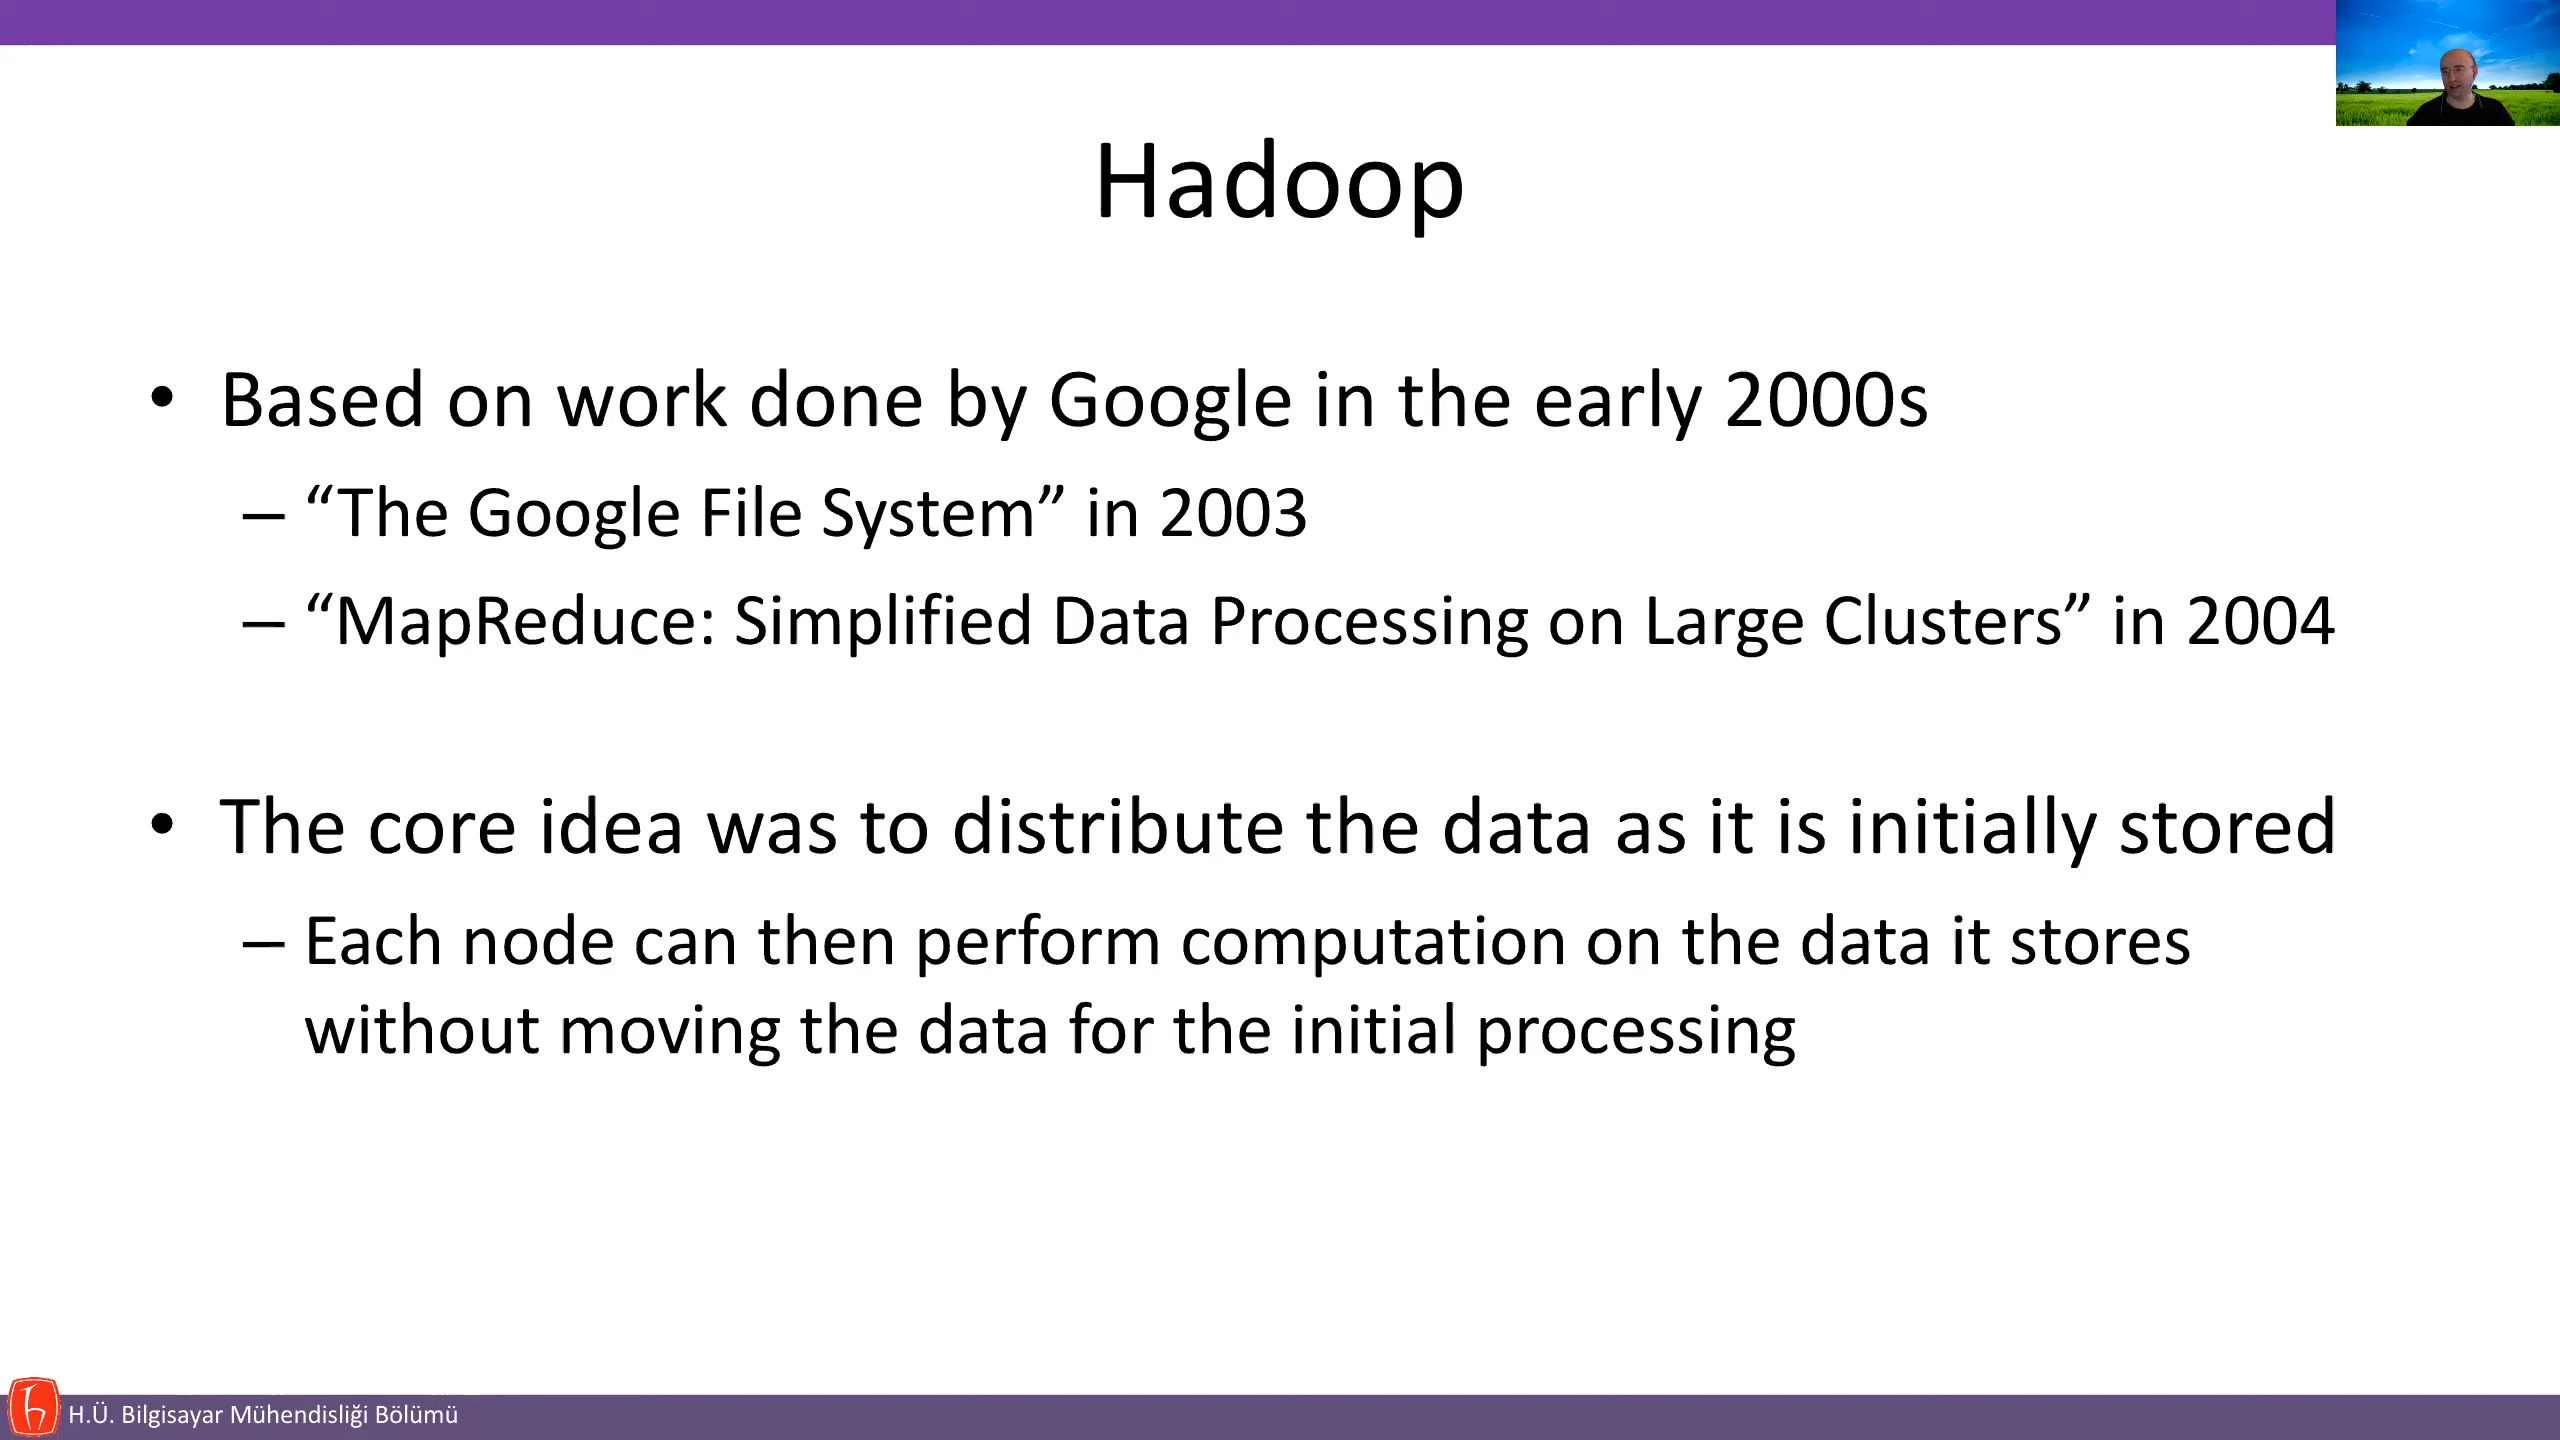 Hadoop
• Based on work done by Google in the early 2000s
– “The Google File System” in 2003
– “MapReduce: Simplified Data Processing on Large Clusters” in 2004
• The core idea was to distribute the data as it is initially stored
– Each node can then perform computation on the data it stores
without moving the data for the initial processing
H.Ü. Bilgisayar Mühendisliği Bölümü